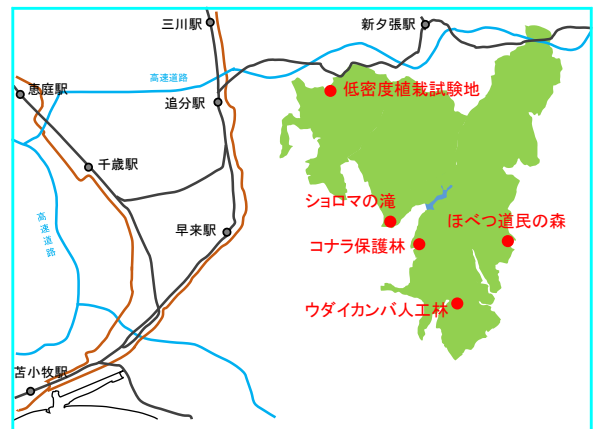 三川駅
新夕張駅
高速道路
恵庭駅
低密度植栽試験地
追分駅
千歳駅
ショロマの滝
ほべつ道民の森
高速道路
早来駅
コナラ保護林
ウダイカンバ人工林
苫小牧駅